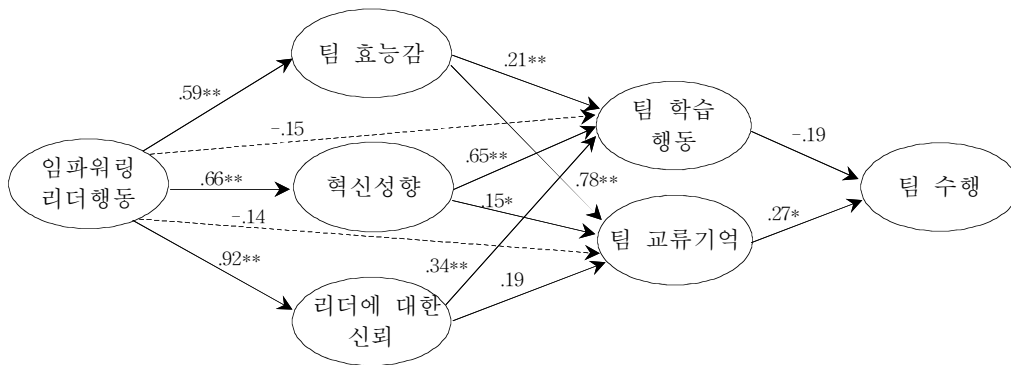 팀 효능감
.21**
.59**
팀 학습
행동
-.15
-.19
임파워링
리더행동
.65**
.66**
혁신성향
.78**
팀 수행
.15*
-.14
팀 교류기억
.27*
.92**
.34**
.19
리더에 대한
신뢰